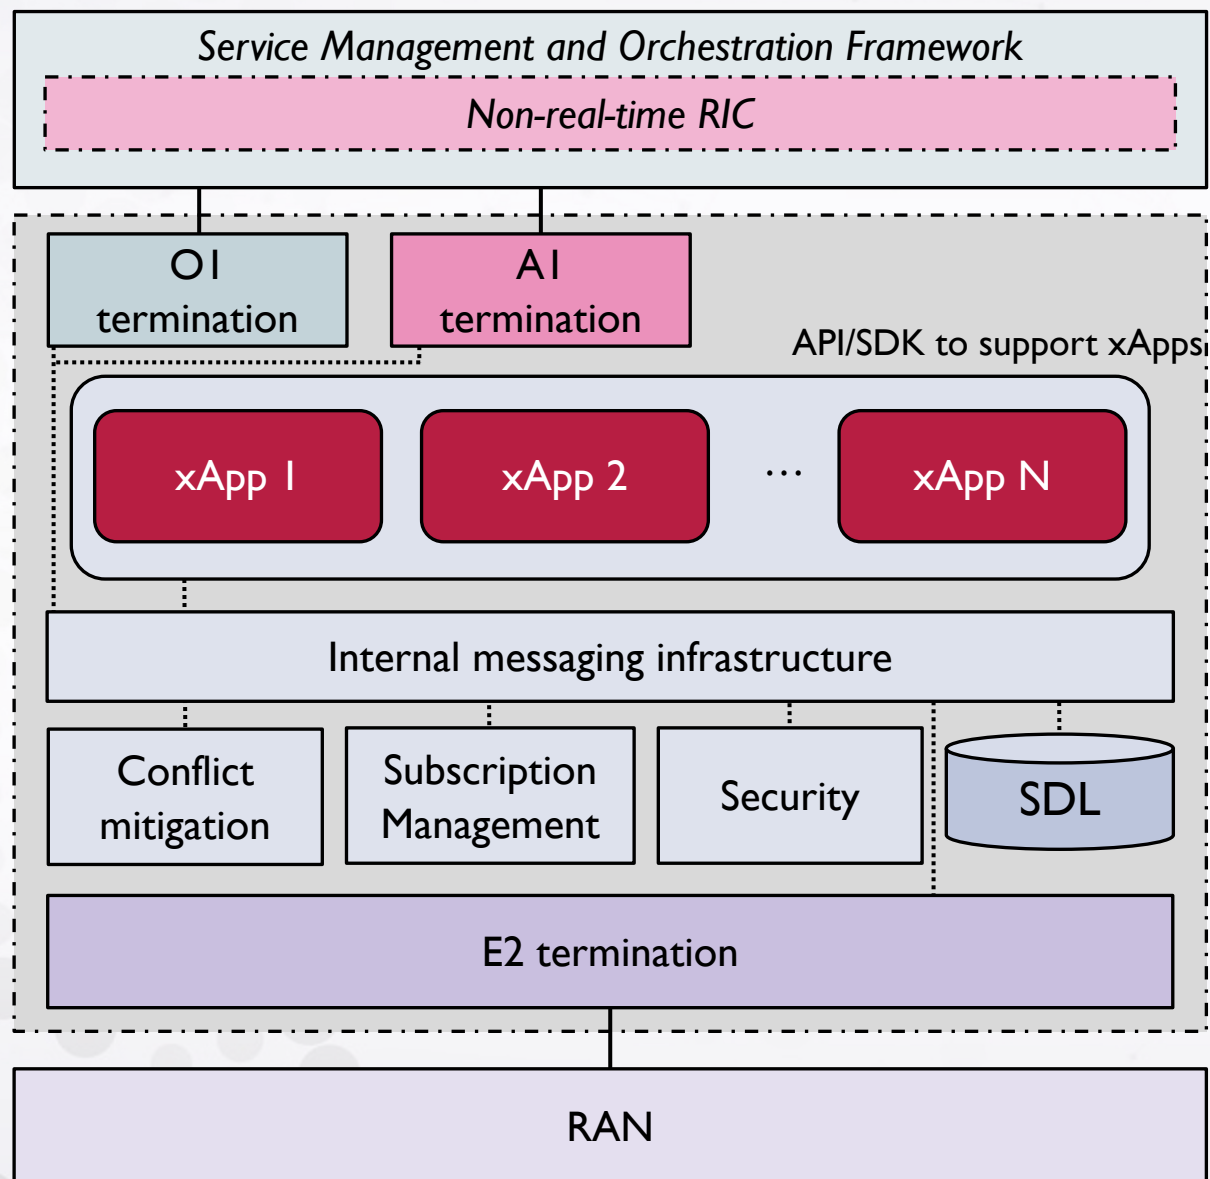 Service Management and Orchestration Framework
Non-real-time RIC
O1
termination
A1
termination
API/SDK to support xApps
xApp 1
xApp 2
...
xApp N
Internal messaging infrastructure
Conflict
mitigation
Subscription
Management
Security
SDL
E2 termination
RAN